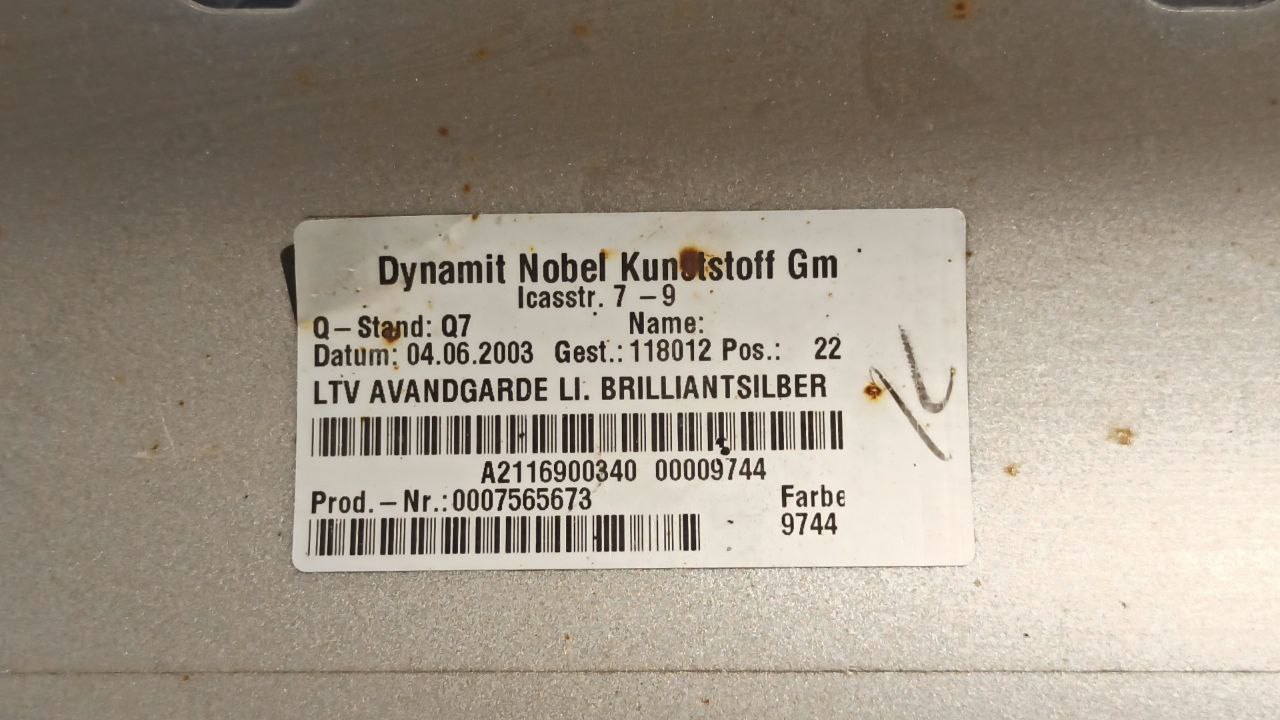 Dynamit Nobel Kunststoff Gm
Icasstr. 7 – 9
Q – Stand: Q7 Name:
Datum: 04.06.2003 Gest.: 118012 Pos.: 22
LTV AVANDGARDE LI. BRILLIANTSILBER
A2116900340 00009744
Prod. – Nr.: 0007565673 Farbe
9744